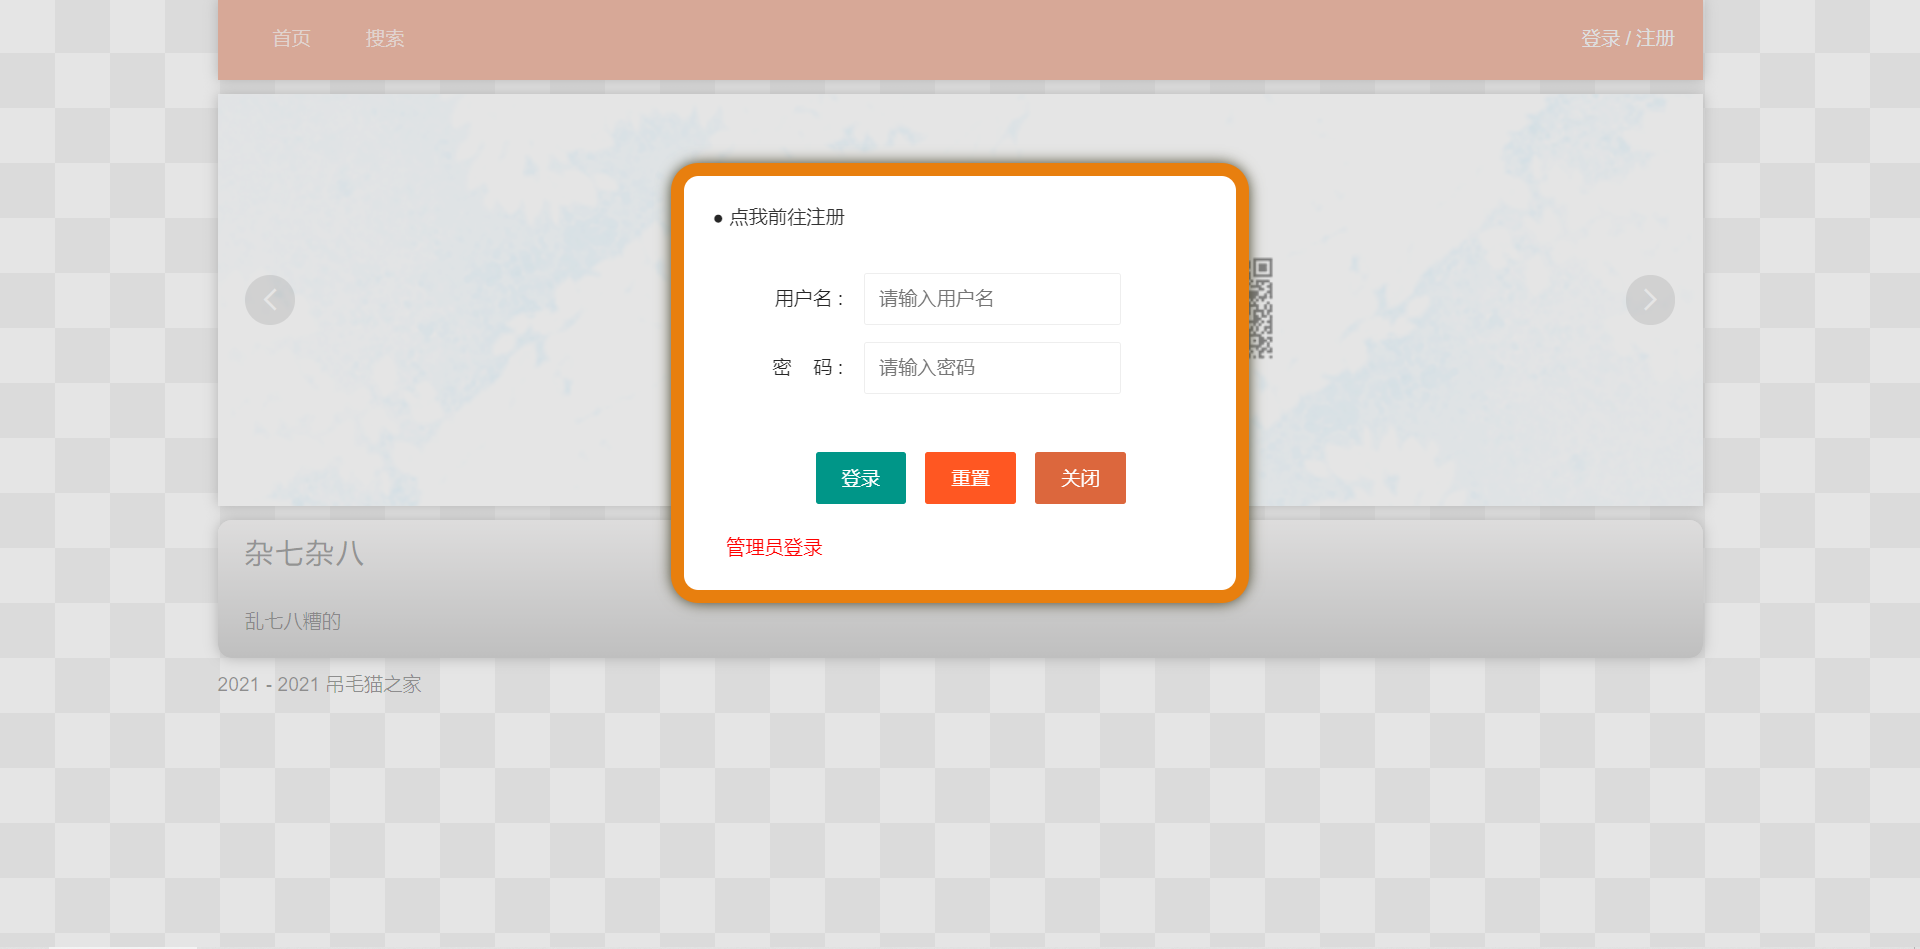 首页 搜索 登录 / 注册
● 点我前往注册
用户名 : 请输入用户名
密 码 : 请输入密码
登录 重置 关闭
管理员登录
杂七杂八
乱七八糟的
2021 - 2021 吊毛猫之家